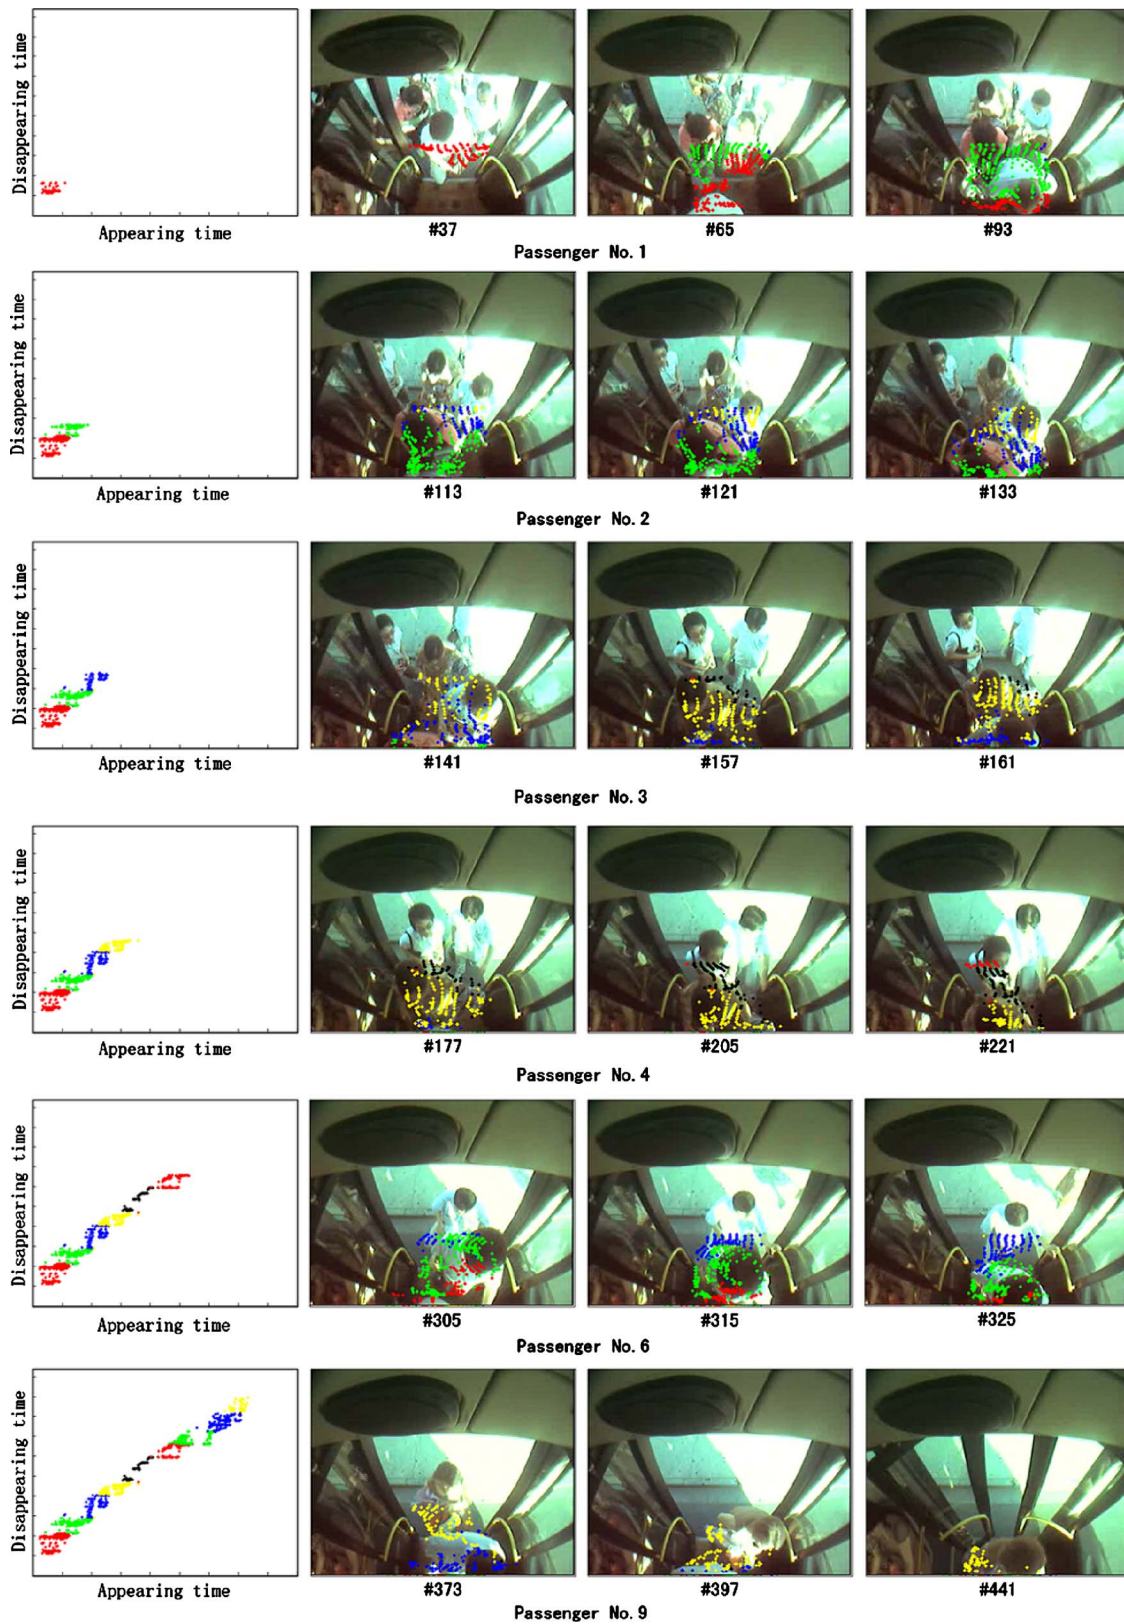 Disappearing time
Appearing time
#37
#65
#93
Passenger No. 1
Disappearing time
Appearing time
#113
#121
#133
Passenger No. 2
Disappearing time
Appearing time
#141
#157
#161
Passenger No. 3
Disappearing time
Appearing time
#177
#205
#221
Passenger No. 4
Disappearing time
Appearing time
#305
#315
#325
Passenger No. 6
Disappearing time
Appearing time
#373
#397
#441
Passenger No. 9